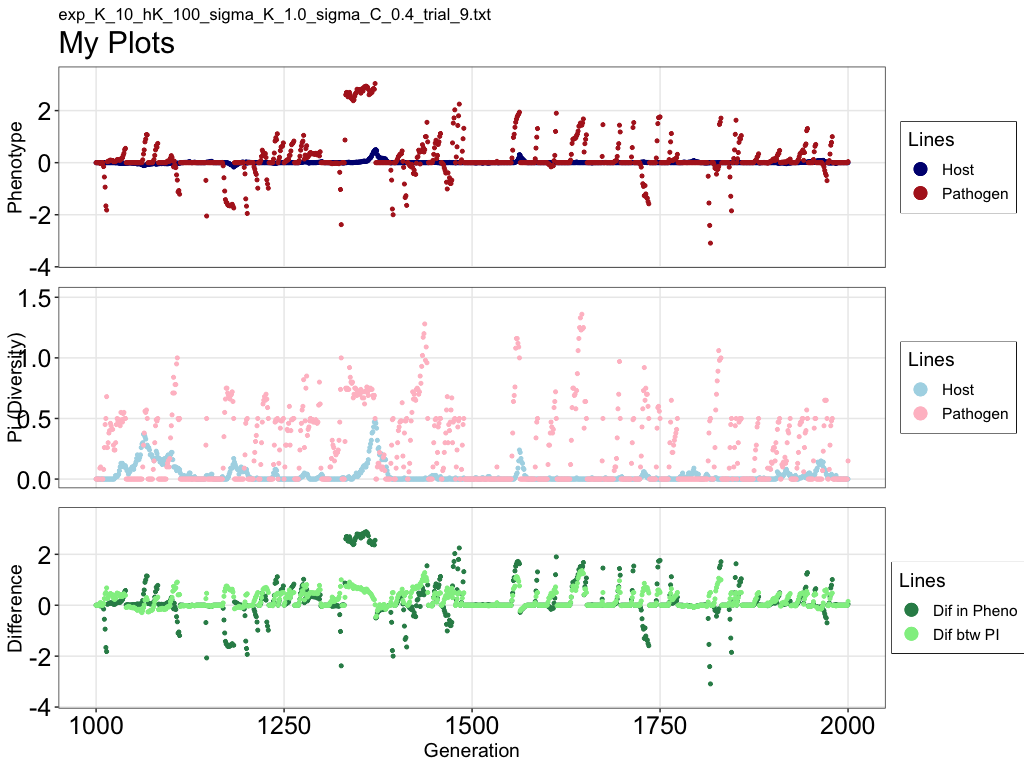 exp_K_10_hK_100_sigma_K_1.0_sigma_C_0.4_trial_9.txt
My Plots
Phenotype
2
0
-2
-4
Lines
Host
Pathogen
Pi (Diversity)
1.5
1.0
0.5
0.0
Lines
Host
Pathogen
Difference
2
0
-2
-4
Lines
Dif in Pheno
Dif btw PI
1000
1250
1500
1750
2000
Generation